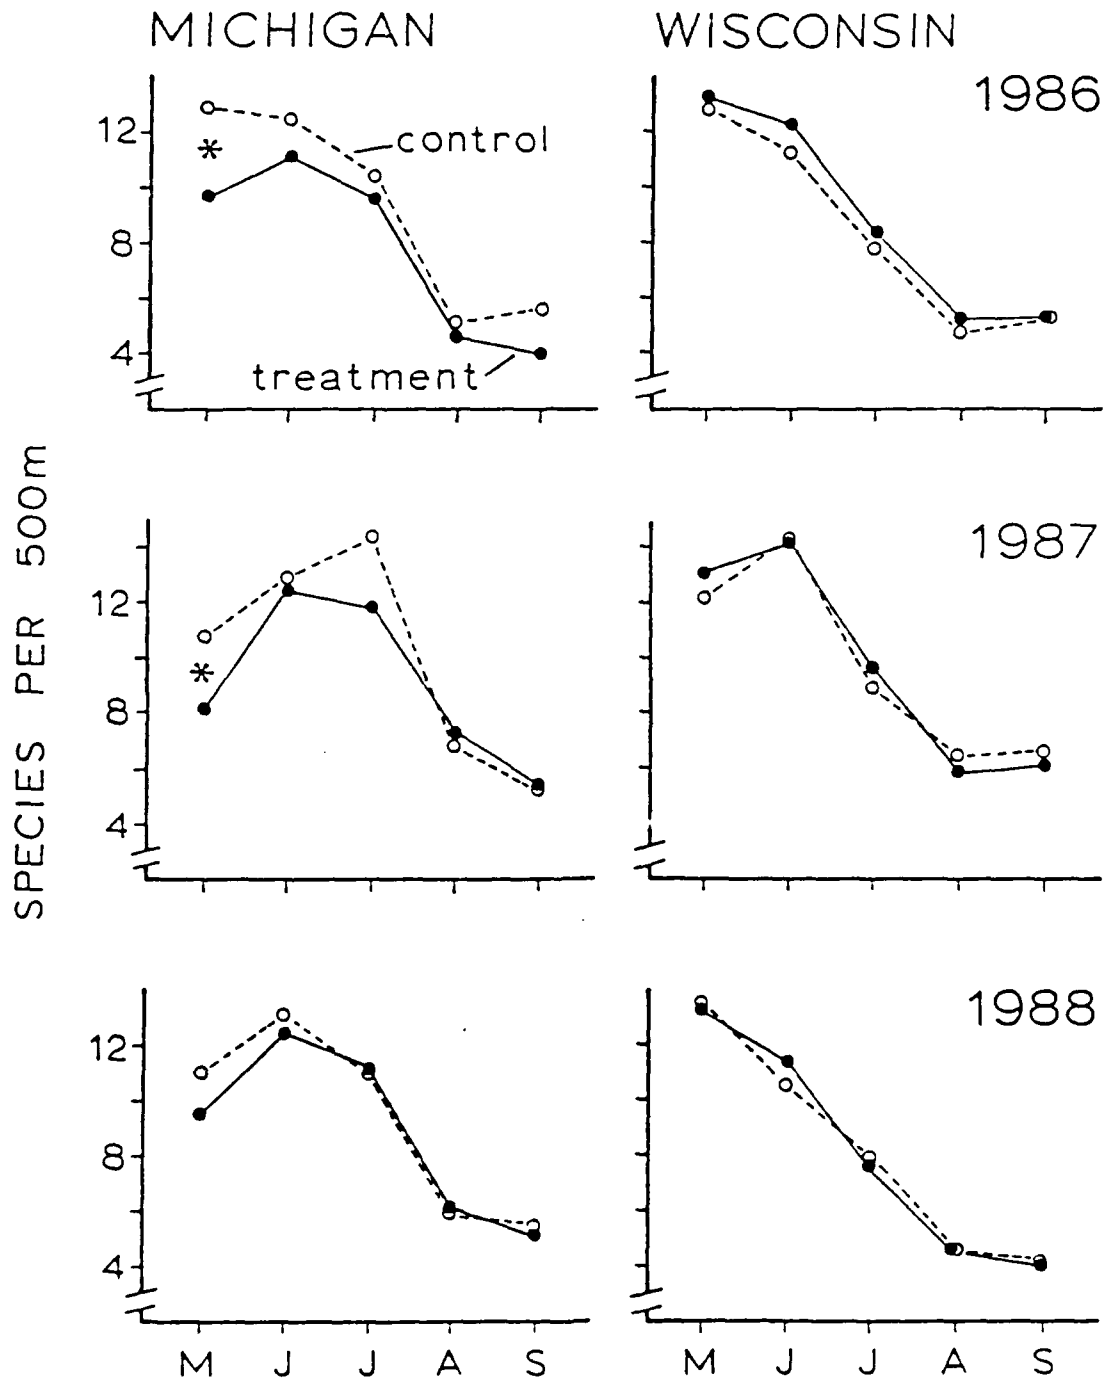 MICHIGAN
WISCONSIN
1986
12
*
control
8
4
treatment
SPECIES PER 500m
1987
12
*
8
4
1988
12
8
4
M J J A S
M J J A S